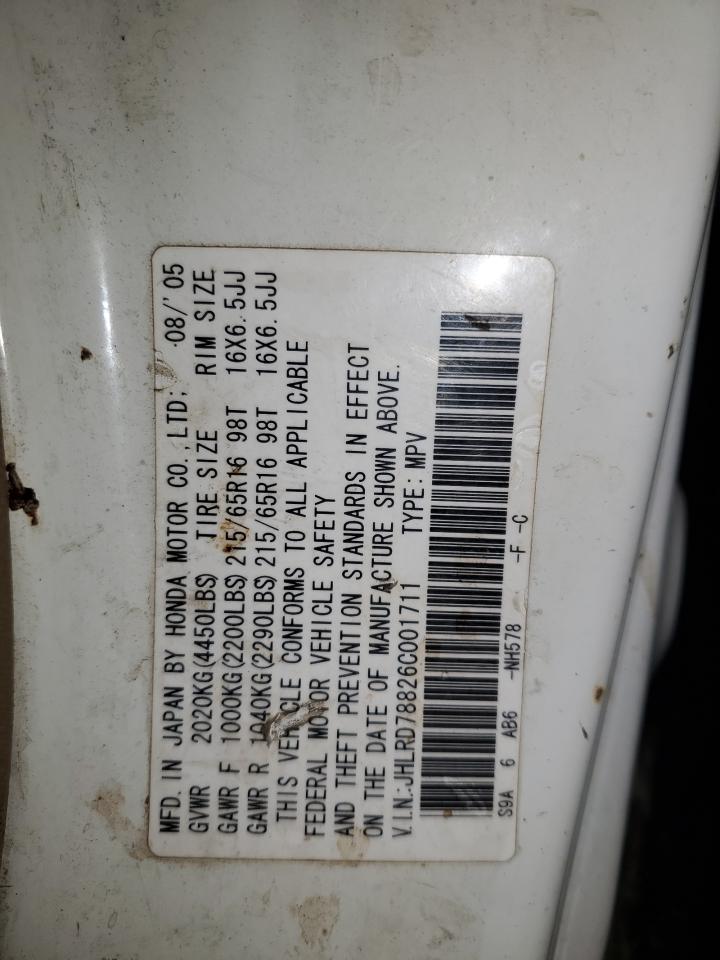 MFD. IN JAPAN BY HONDA MOTOR CO.,LTD; 08/'05
GVWR 2020KG(4450LBS) TIRE SIZE RIM SIZE
GAWR F 1000KG(2200LBS) 215/65R16 98T 16X6.5JJ
GAWR R 1040KG(2290LBS) 215/65R16 98T 16X6.5JJ
THIS VEHICLE CONFORMS TO ALL APPLICABLE
FEDERAL MOTOR VEHICLE SAFETY
AND THEFT PREVENTION STANDARDS IN EFFECT
ON THE DATE OF MANUFACTURE SHOWN ABOVE.
V.I.N.:JHLRD78826C001711 TYPE: MPV
S9A 6 AB6 -NH578 -F -C